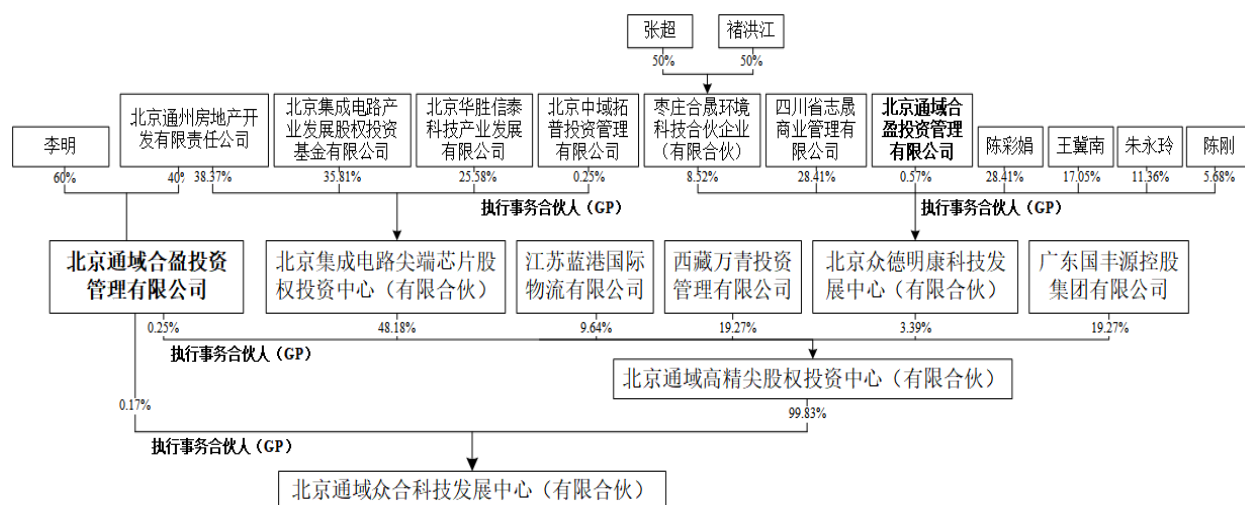 张超
褚洪江
50%
50%
李明
北京通州房地产开
发有限责任公司
北京集成电路产
业发展股权投资
基金有限公司
北京华胜信泰
科技产业发展
有限公司
北京中域拓
普投资管理
有限公司
枣庄合晟环境
科技合伙企业
（有限合伙）
四川省志晟
商业管理有
限公司
北京通域合
盈投资管理
有限公司
陈彩娟
王冀南
朱永玲
陈刚
60%
40%
38.37%
35.81%
25.58%
0.25%
8.52%
28.41%
0.57%
28.41%
17.05%
11.36%
5.68%
执行事务合伙人（GP）
执行事务合伙人（GP）
北京通域合盈投资
管理有限公司
北京集成电路尖端芯片股
权投资中心（有限合伙）
江苏蓝港国际
物流有限公司
西藏万青投资
管理有限公司
北京众德明康科技发
展中心（有限合伙）
广东国丰源控股
集团有限公司
0.25%
48.18%
9.64%
19.27%
3.39%
19.27%
执行事务合伙人（GP）
北京通域高精尖股权投资中心（有限合伙）
0.17%
99.83%
执行事务合伙人（GP）
北京通域众合科技发展中心（有限合伙）